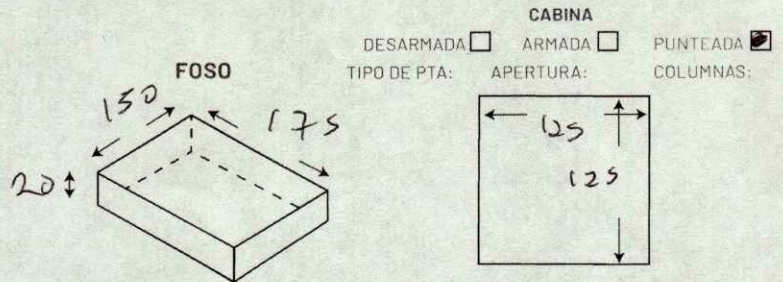 CABINA
DESARMADA ARMADA PUNTEADA
FOSO
TIPO DE PTA: APERTURA: COLUMNAS:
150
175
20
125
125